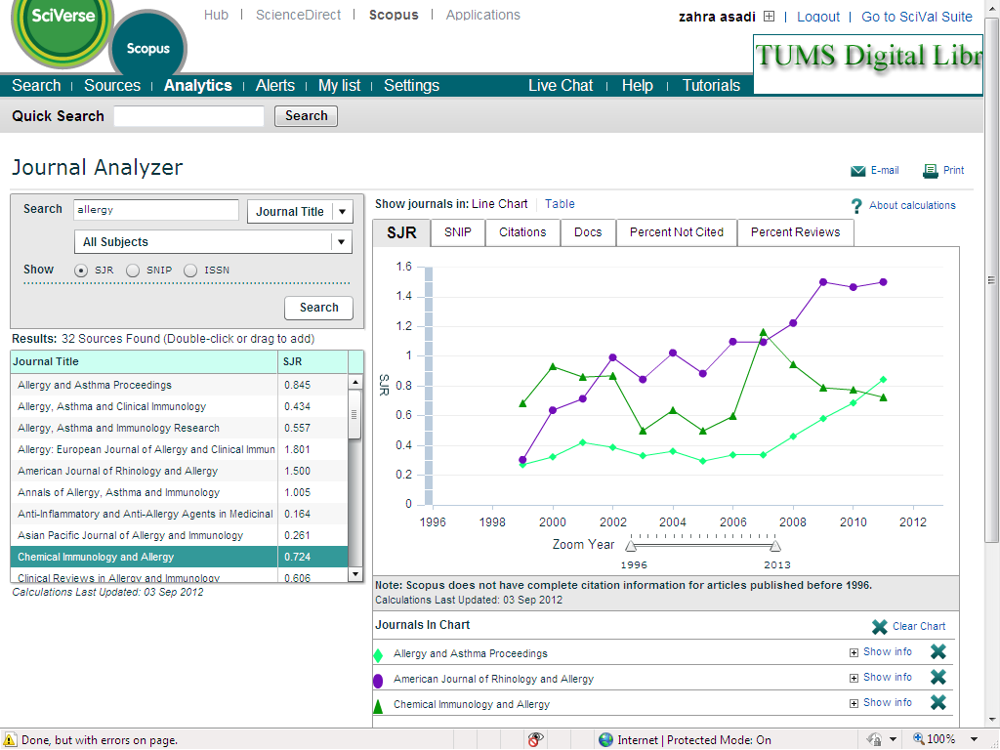 SciVerse
Hub | ScienceDirect | Scopus | Applications
zahra asadi | Logout | Go to SciVal Suite
Scopus
TUMS Digital Libr
Search | Sources | Analytics | Alerts | My list | Settings
Live Chat | Help | Tutorials
Quick Search Search
Journal Analyzer
E-mail Print
Search allergy Journal Title
All Subjects
Show SJR SNIP ISSN
Search
Results: 32 Sources Found (Double-click or drag to add)
Journal Title SJR
Allergy and Asthma Proceedings 0.845
Allergy, Asthma and Clinical Immunology 0.434
Allergy, Asthma and Immunology Research 0.557
Allergy: European Journal of Allergy and Clinical Immun 1.801
American Journal of Rhinology and Allergy 1.500
Annals of Allergy, Asthma and Immunology 1.005
Anti-Inflammatory and Anti-Allergy Agents in Medicinal 0.164
Asian Pacific Journal of Allergy and Immunology 0.261
Chemical Immunology and Allergy 0.724
Clinical Reviews in Allergy and Immunology 0.606
Calculations Last Updated: 03 Sep 2012
Show journals in: Line Chart | Table
? About calculations
SJR SNIP Citations Docs Percent Not Cited Percent Reviews
1.6
1.4
1.2
1
0.8
0.6
0.4
0.2
0
SJR
1996 1998 2000 2002 2004 2006 2008 2010 2012
Zoom Year
1996 2013
Note: Scopus does not have complete citation information for articles published before 1996.
Calculations Last Updated: 03 Sep 2012
Journals In Chart Clear Chart
Allergy and Asthma Proceedings Show info
American Journal of Rhinology and Allergy Show info
Chemical Immunology and Allergy Show info
Done, but with errors on page.
Internet | Protected Mode: On
100%